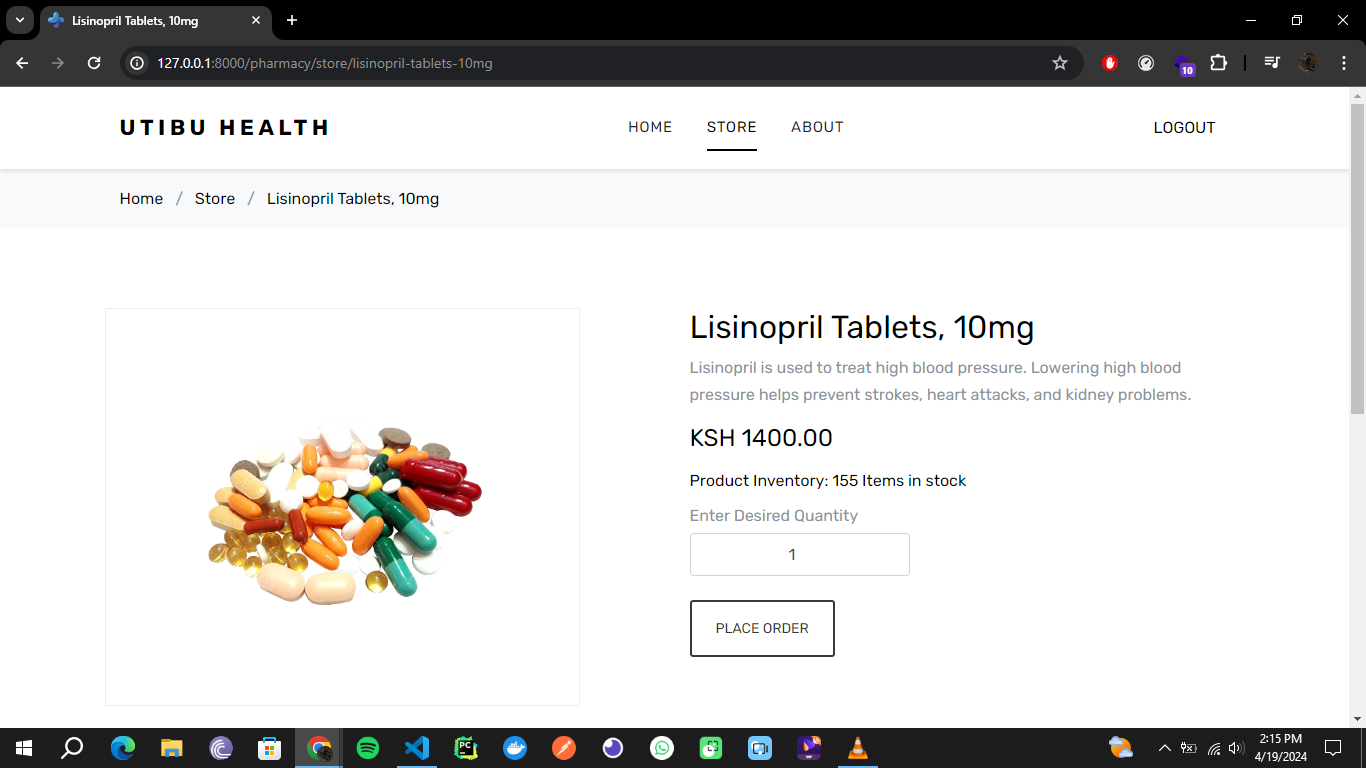 Lisinopril Tablets, 10mg
127.0.0.1:8000/pharmacy/store/lisinopril-tablets-10mg
10
UTIBU HEALTH
HOME
STORE
ABOUT
LOGOUT
Home / Store / Lisinopril Tablets, 10mg
Lisinopril Tablets, 10mg
Lisinopril is used to treat high blood pressure. Lowering high blood
pressure helps prevent strokes, heart attacks, and kidney problems.
KSH 1400.00
Product Inventory: 155 Items in stock
Enter Desired Quantity
1
PLACE ORDER
PC
2:15 PM
4/19/2024